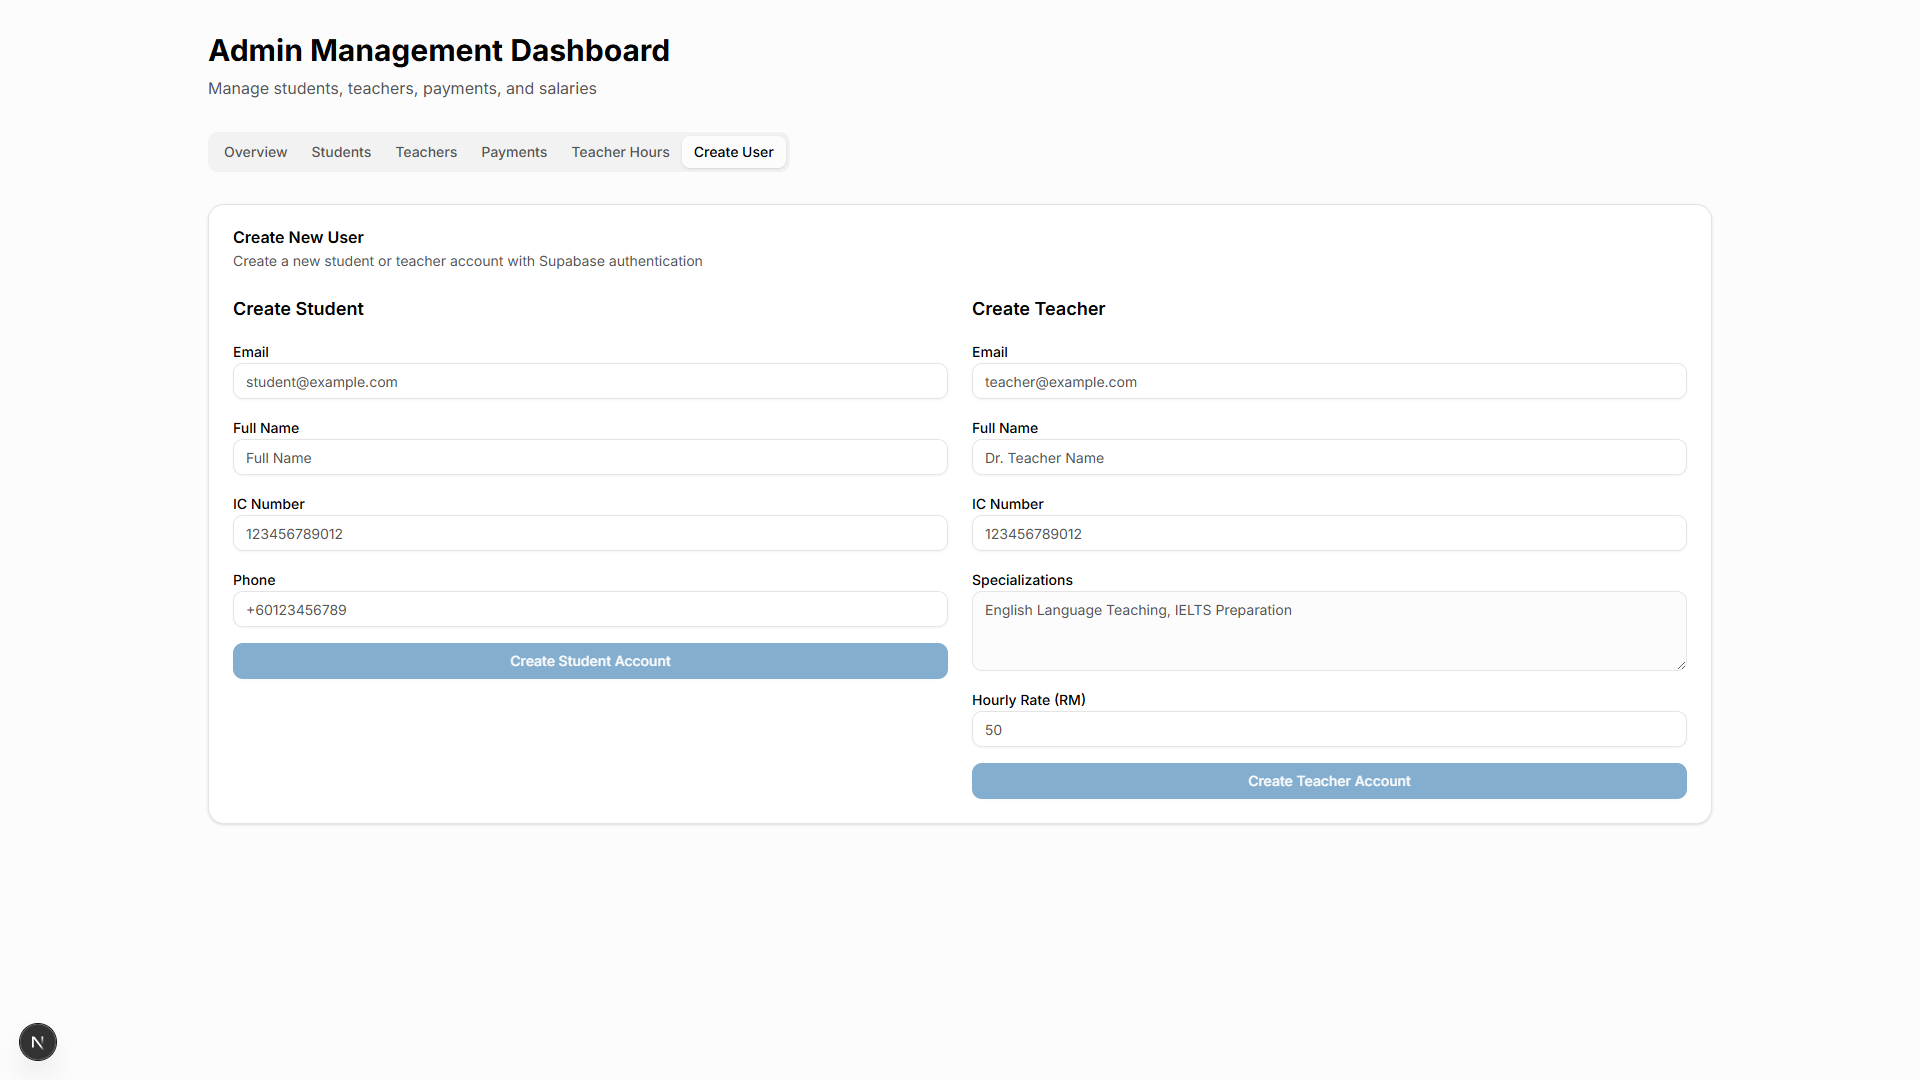 Admin Management Dashboard
Manage students, teachers, payments, and salaries
Overview Students Teachers Payments Teacher Hours Create User
Create New User
Create a new student or teacher account with Supabase authentication
Create Student
Email
student@example.com
Full Name
Full Name
IC Number
123456789012
Phone
+60123456789
Create Student Account
Create Teacher
Email
teacher@example.com
Full Name
Dr. Teacher Name
IC Number
123456789012
Specializations
English Language Teaching, IELTS Preparation
Hourly Rate (RM)
50
Create Teacher Account
N